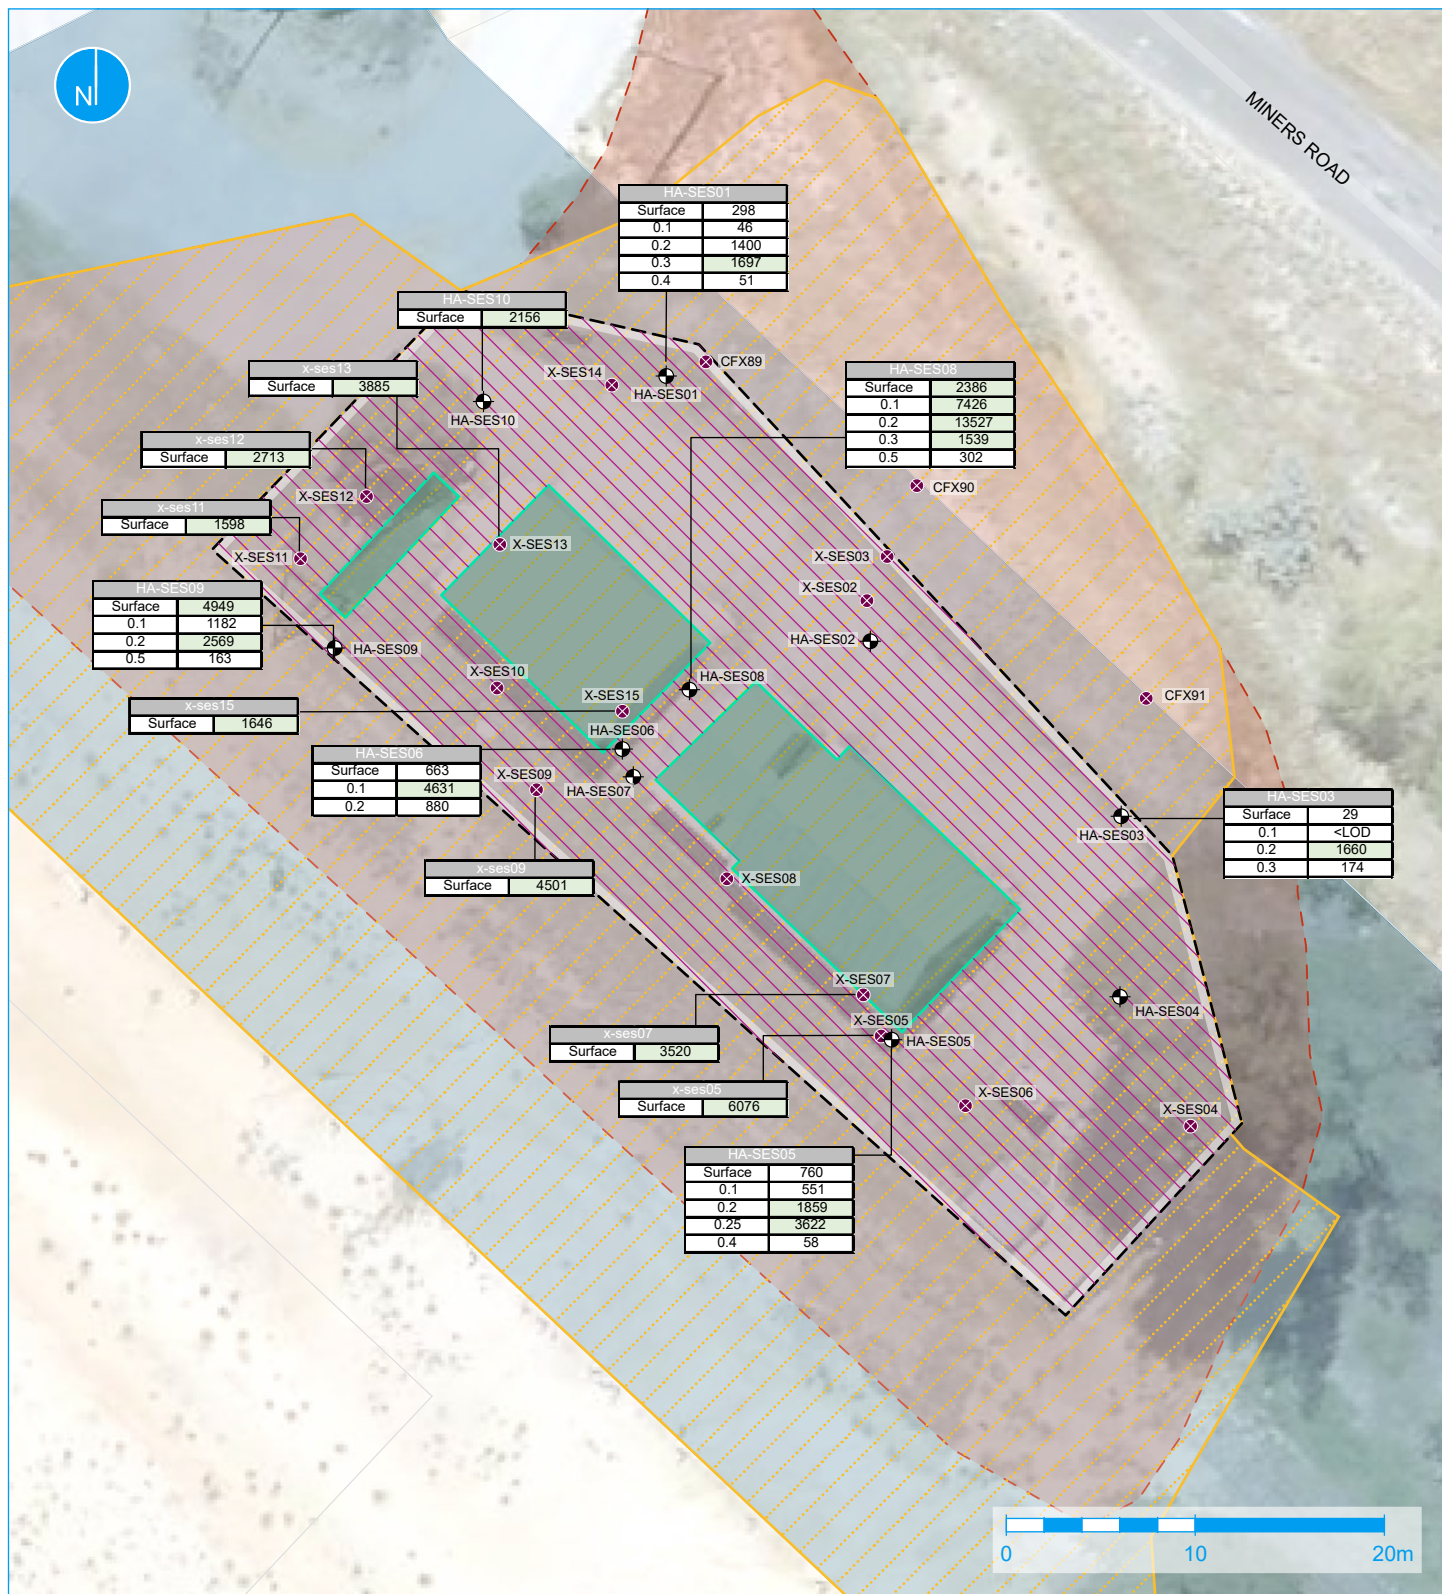 N
MINERS ROAD
HA-SES01
Surface 298
0.1 46
0.2 1400
0.3 1697
0.4 51
HA-SES10
Surface 2156
x-ses13
Surface 3885
X-SES14
HA-SES01
CFX89
HA-SES10
HA-SES08
Surface 2386
0.1 7426
0.2 13527
0.3 1539
0.5 302
x-ses12
Surface 2713
X-SES12
CFX90
x-ses11
Surface 1598
X-SES11
X-SES13
X-SES03
X-SES02
HA-SES02
HA-SES09
Surface 4949
0.1 1182
0.2 2569
0.5 163
HA-SES09
X-SES10
HA-SES08
X-SES15
CFX91
x-ses15
Surface 1646
HA-SES06
HA-SES06
Surface 663
0.1 4631
0.2 880
X-SES09
HA-SES07
HA-SES03
HA-SES03
Surface 29
0.1 <LOD
0.2 1660
0.3 174
x-ses09
Surface 4501
X-SES08
X-SES07
HA-SES04
X-SES05
HA-SES05
x-ses07
Surface 3520
x-ses05
Surface 6076
X-SES06
X-SES04
HA-SES05
Surface 760
0.1 551
0.2 1859
0.25 3622
0.4 58
0 10 20m